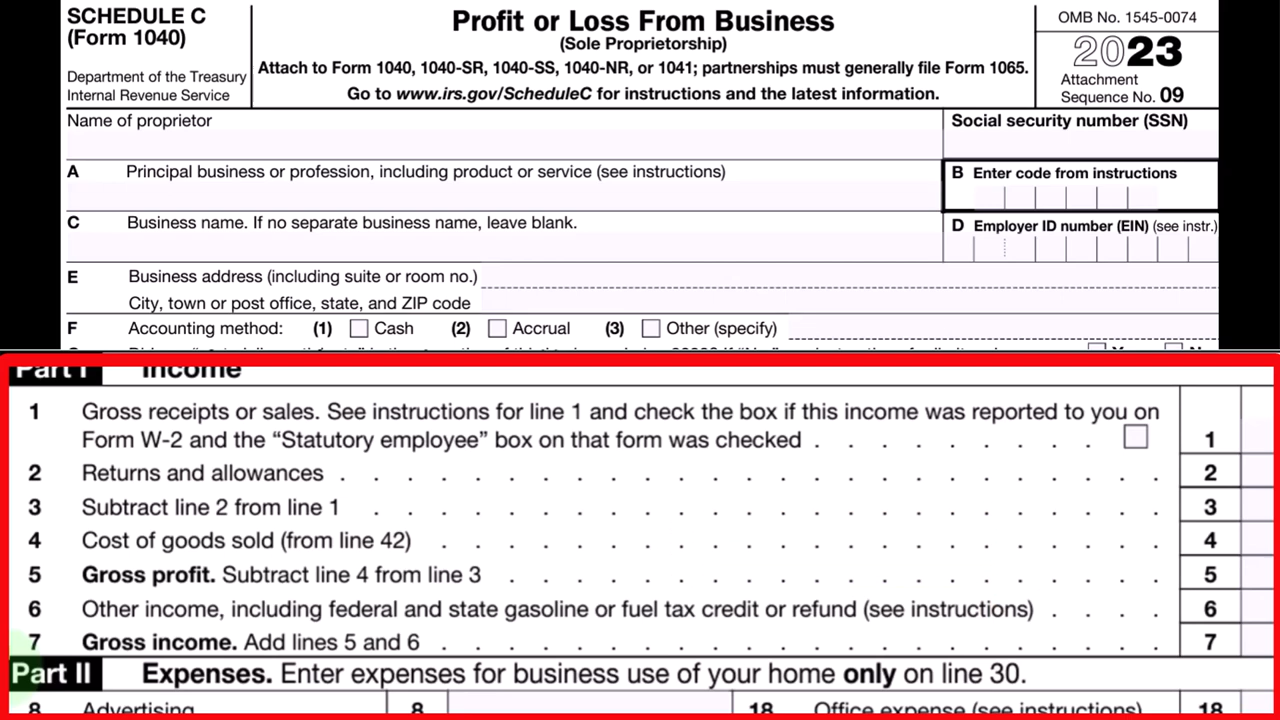 SCHEDULE C
(Form 1040)
Department of the Treasury
Internal Revenue Service
Profit or Loss From Business
(Sole Proprietorship)
Attach to Form 1040, 1040-SR, 1040-SS, 1040-NR, or 1041; partnerships must generally file Form 1065.
Go to www.irs.gov/ScheduleC for instructions and the latest information.
OMB No. 1545-0074
2023
Attachment
Sequence No. 09
Name of proprietor
Social security number (SSN)
A Principal business or profession, including product or service (see instructions)
B Enter code from instructions
C Business name. If no separate business name, leave blank.
D Employer ID number (EIN) (see instr.)
E Business address (including suite or room no.)
City, town or post office, state, and ZIP code
F Accounting method: (1) Cash (2) Accrual (3) Other (specify)
Part I Income
1 Gross receipts or sales. See instructions for line 1 and check the box if this income was reported to you on
Form W-2 and the “Statutory employee” box on that form was checked . . . . . . . . . 1
2 Returns and allowances . . . . . . . . . . . . . . . . . . . . . 2
3 Subtract line 2 from line 1 . . . . . . . . . . . . . . . . . . . . 3
4 Cost of goods sold (from line 42) . . . . . . . . . . . . . . . . . . 4
5 Gross profit. Subtract line 4 from line 3 . . . . . . . . . . . . . . . . 5
6 Other income, including federal and state gasoline or fuel tax credit or refund (see instructions) . . . . 6
7 Gross income. Add lines 5 and 6 . . . . . . . . . . . . . . . . . . 7
Part II Expenses. Enter expenses for business use of your home only on line 30.
8 Advertising 8 18 Office expense (see instructions) 18